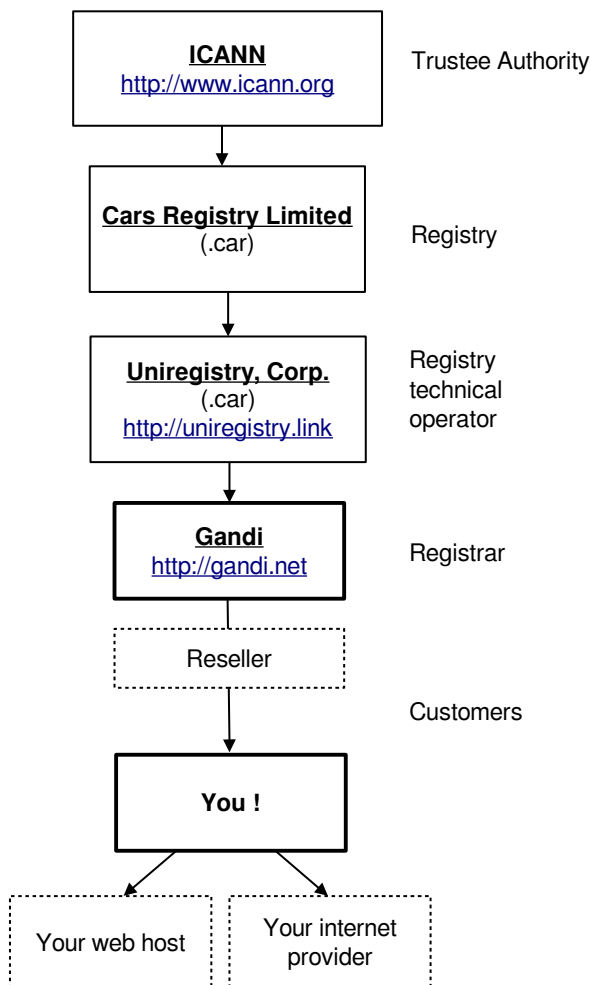 ICANN
http://www.icann.org
Trustee Authority
Cars Registry Limited
(.car)
Registry
Uniregistry, Corp.
(.car)
http://uniregistry.link
Registry
technical
operator
Gandi
http://gandi.net
Registrar
Reseller
Customers
You !
Your web host
Your internet
provider